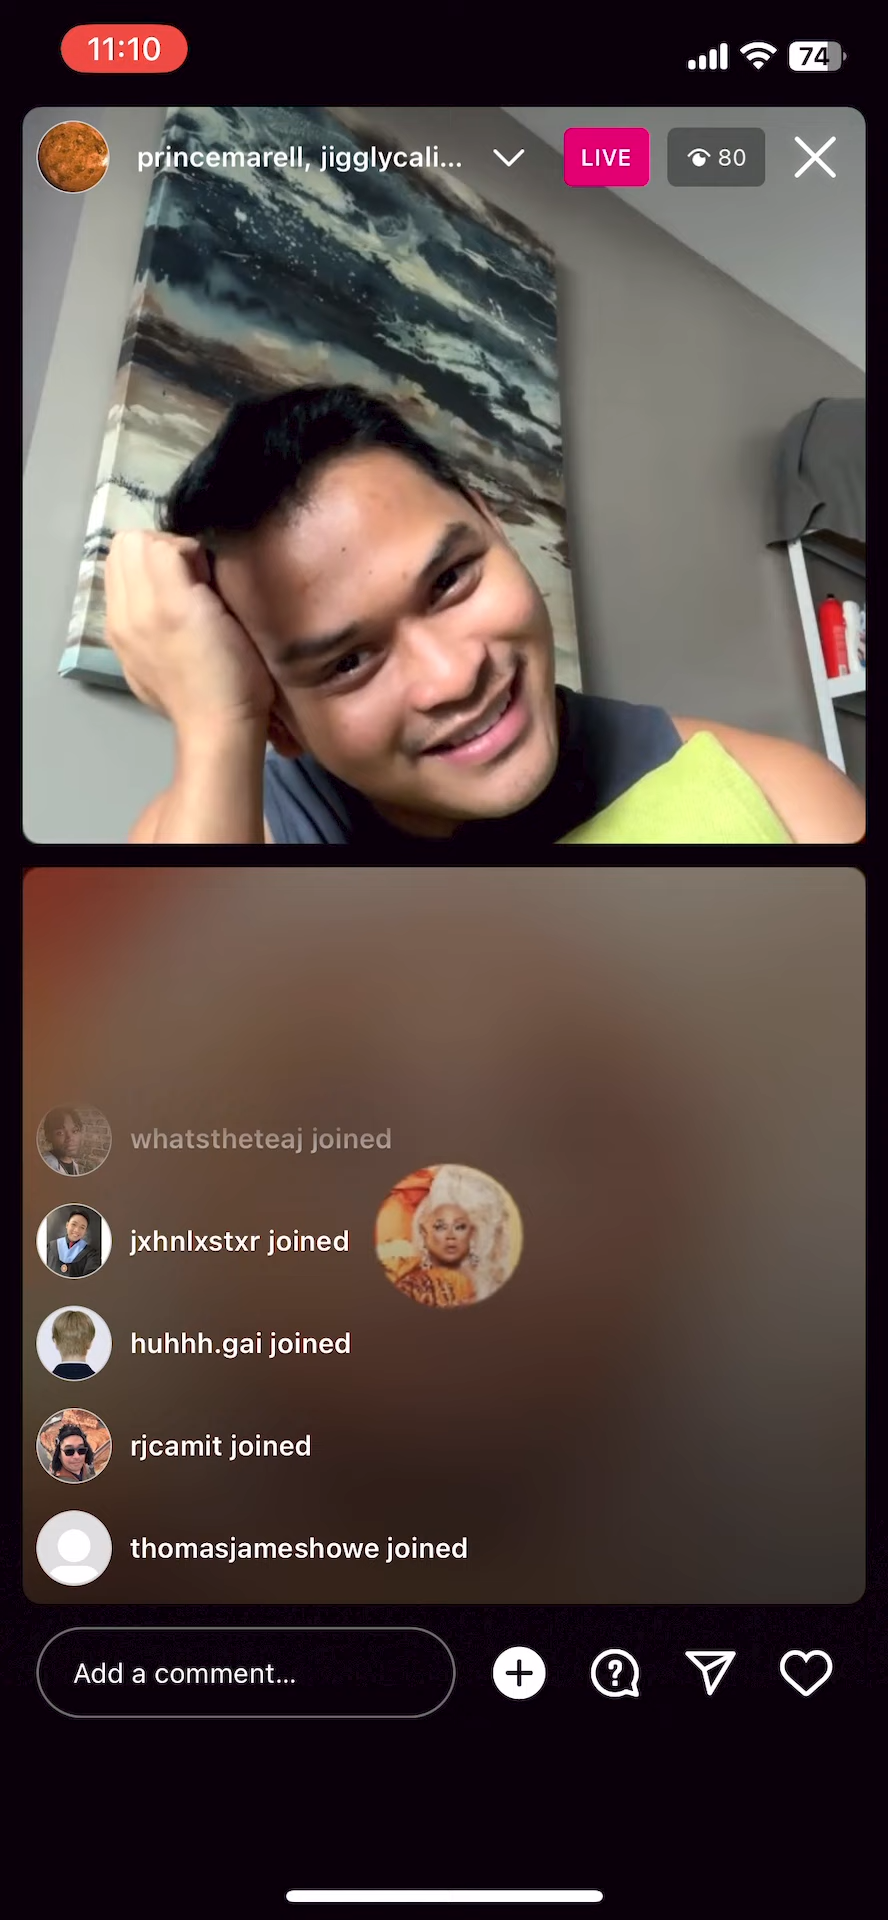 11:10
74
princemarell, jigglycali...
LIVE
80
whatstheteaj joined
jxhnlxstxr joined
huhhh.gai joined
rjcamit joined
thomasjameshowe joined
Add a comment...